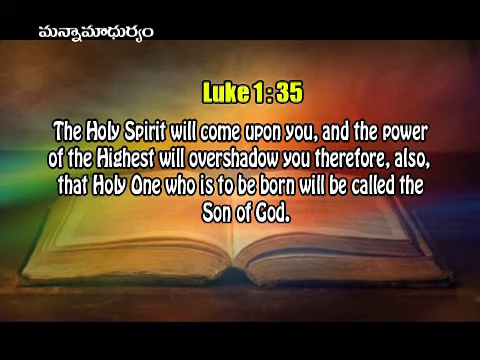 మన్నామాధుర్యం
Luke 1 : 35
The Holy Spirit will come upon you, and the power
of the Highest will overshadow you therefore, also,
that Holy One who is to be born will be called the
Son of God.